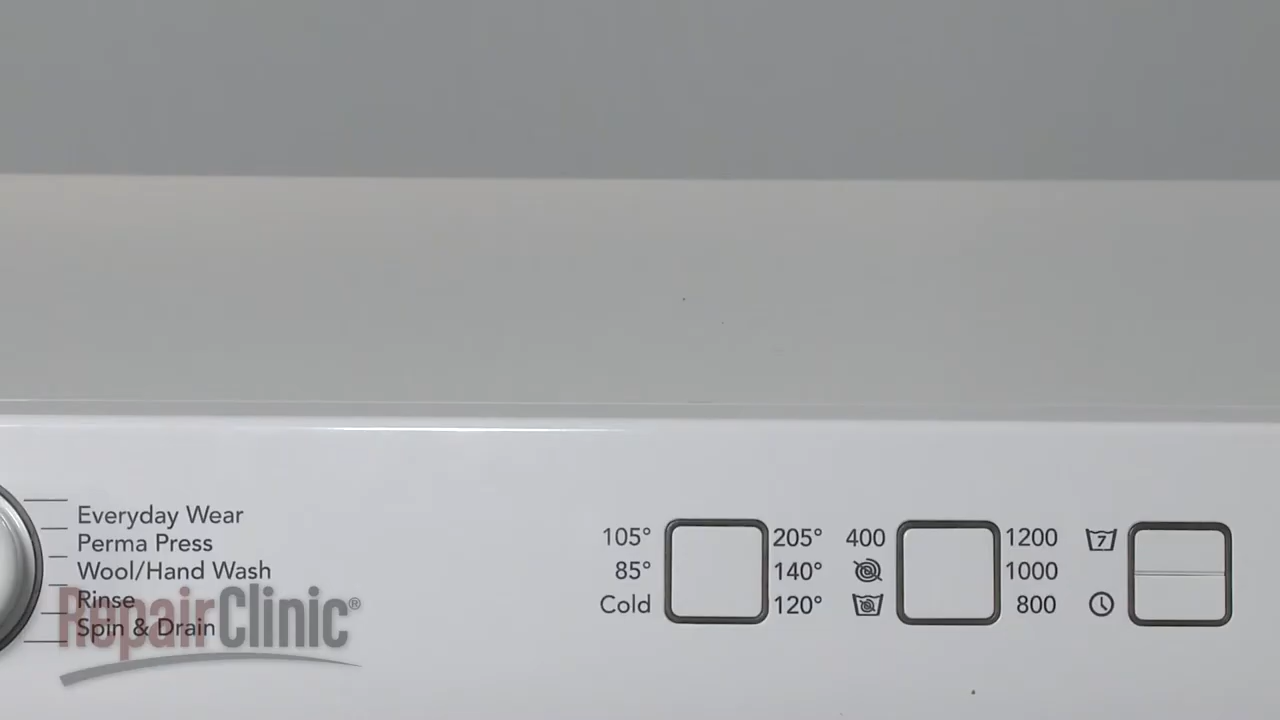 Everyday Wear
Perma Press
Wool/Hand Wash
Rinse
Spin & Drain
RepairClinic®
105° 205°
85° 140°
Cold 120°
400 1200
1000
800
7